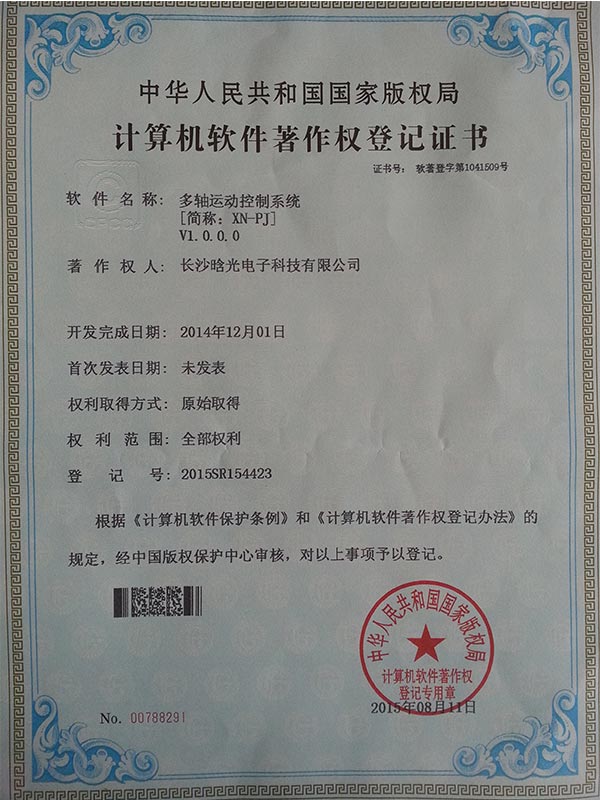 中华人民共和国国家版权局
计算机软件著作权登记证书
证书号： 软著登字第1041509号
软件名称： 多轴运动控制系统
[简称：XN-PJ]
V1.0.0.0
著作权人： 长沙晗光电子科技有限公司
开发完成日期： 2014年12月01日
首次发表日期： 未发表
权利取得方式： 原始取得
权利范围： 全部权利
登记号： 2015SR154423
根据《计算机软件保护条例》和《计算机软件著作权登记办法》的
规定，经中国版权保护中心审核，对以上事项予以登记。
中华人民共和国国家版权局
计算机软件著作权
登记专用章
2015年08月11日
No. 00788291